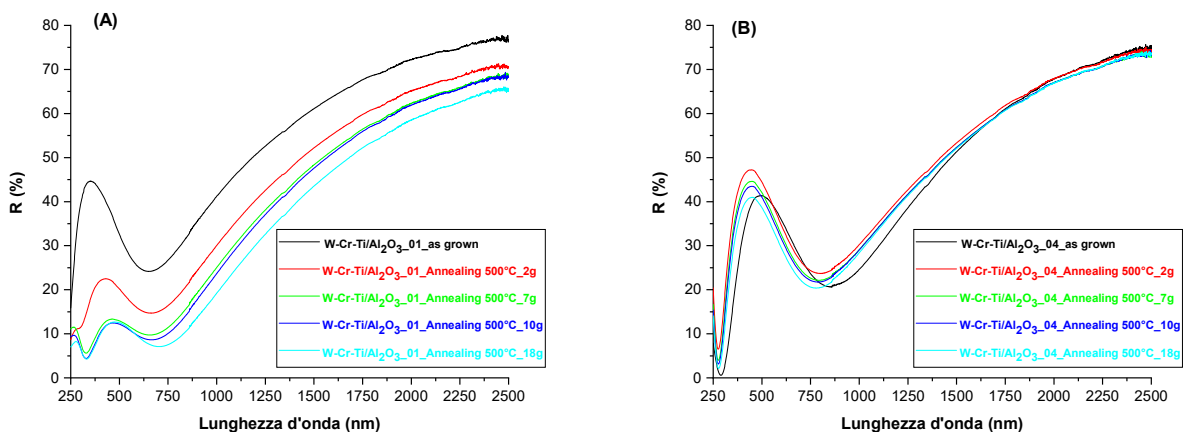 (A)
80
70
60
50
40
30
20
10
0
R (%)
250 500 750 1000 1250 1500 1750 2000 2250 2500
Lunghezza d'onda (nm)
W-Cr-Ti/Al₂O₃_01_as grown
W-Cr-Ti/Al₂O₃_01_Annealing 500°C_2g
W-Cr-Ti/Al₂O₃_01_Annealing 500°C_7g
W-Cr-Ti/Al₂O₃_01_Annealing 500°C_10g
W-Cr-Ti/Al₂O₃_01_Annealing 500°C_18g
(B)
80
70
60
50
40
30
20
10
0
R (%)
250 500 750 1000 1250 1500 1750 2000 2250 2500
Lunghezza d'onda (nm)
W-Cr-Ti/Al₂O₃_04_as grown
W-Cr-Ti/Al₂O₃_04_Annealing 500°C_2g
W-Cr-Ti/Al₂O₃_04_Annealing 500°C_7g
W-Cr-Ti/Al₂O₃_04_Annealing 500°C_10g
W-Cr-Ti/Al₂O₃_04_Annealing 500°C_18g